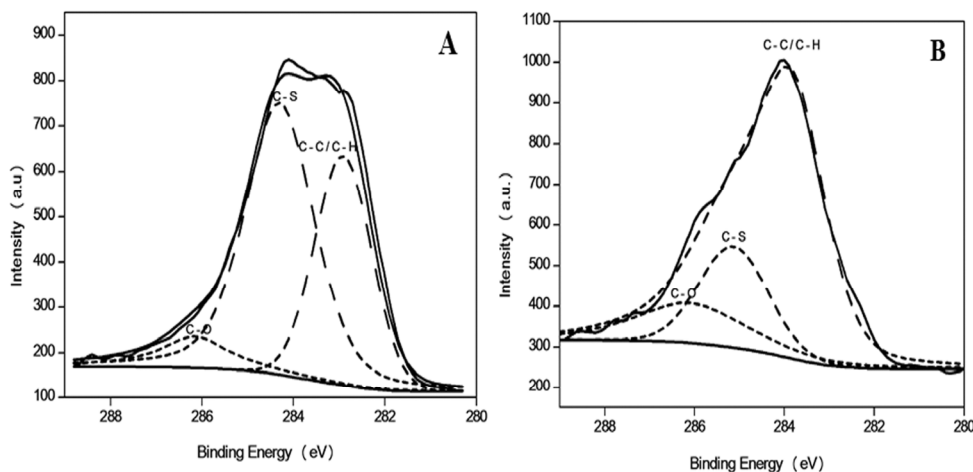 A
900
800
700
600
500
400
300
200
100
Intensity (a.u)
C-S
C-C/C-H
C-O
288 286 284 282 280
Binding Energy (eV)
B
1100
1000
900
800
700
600
500
400
300
200
Intensity (a.u.)
C-C/C-H
C-S
C-O
288 286 284 282 280
Binding Energy (eV)